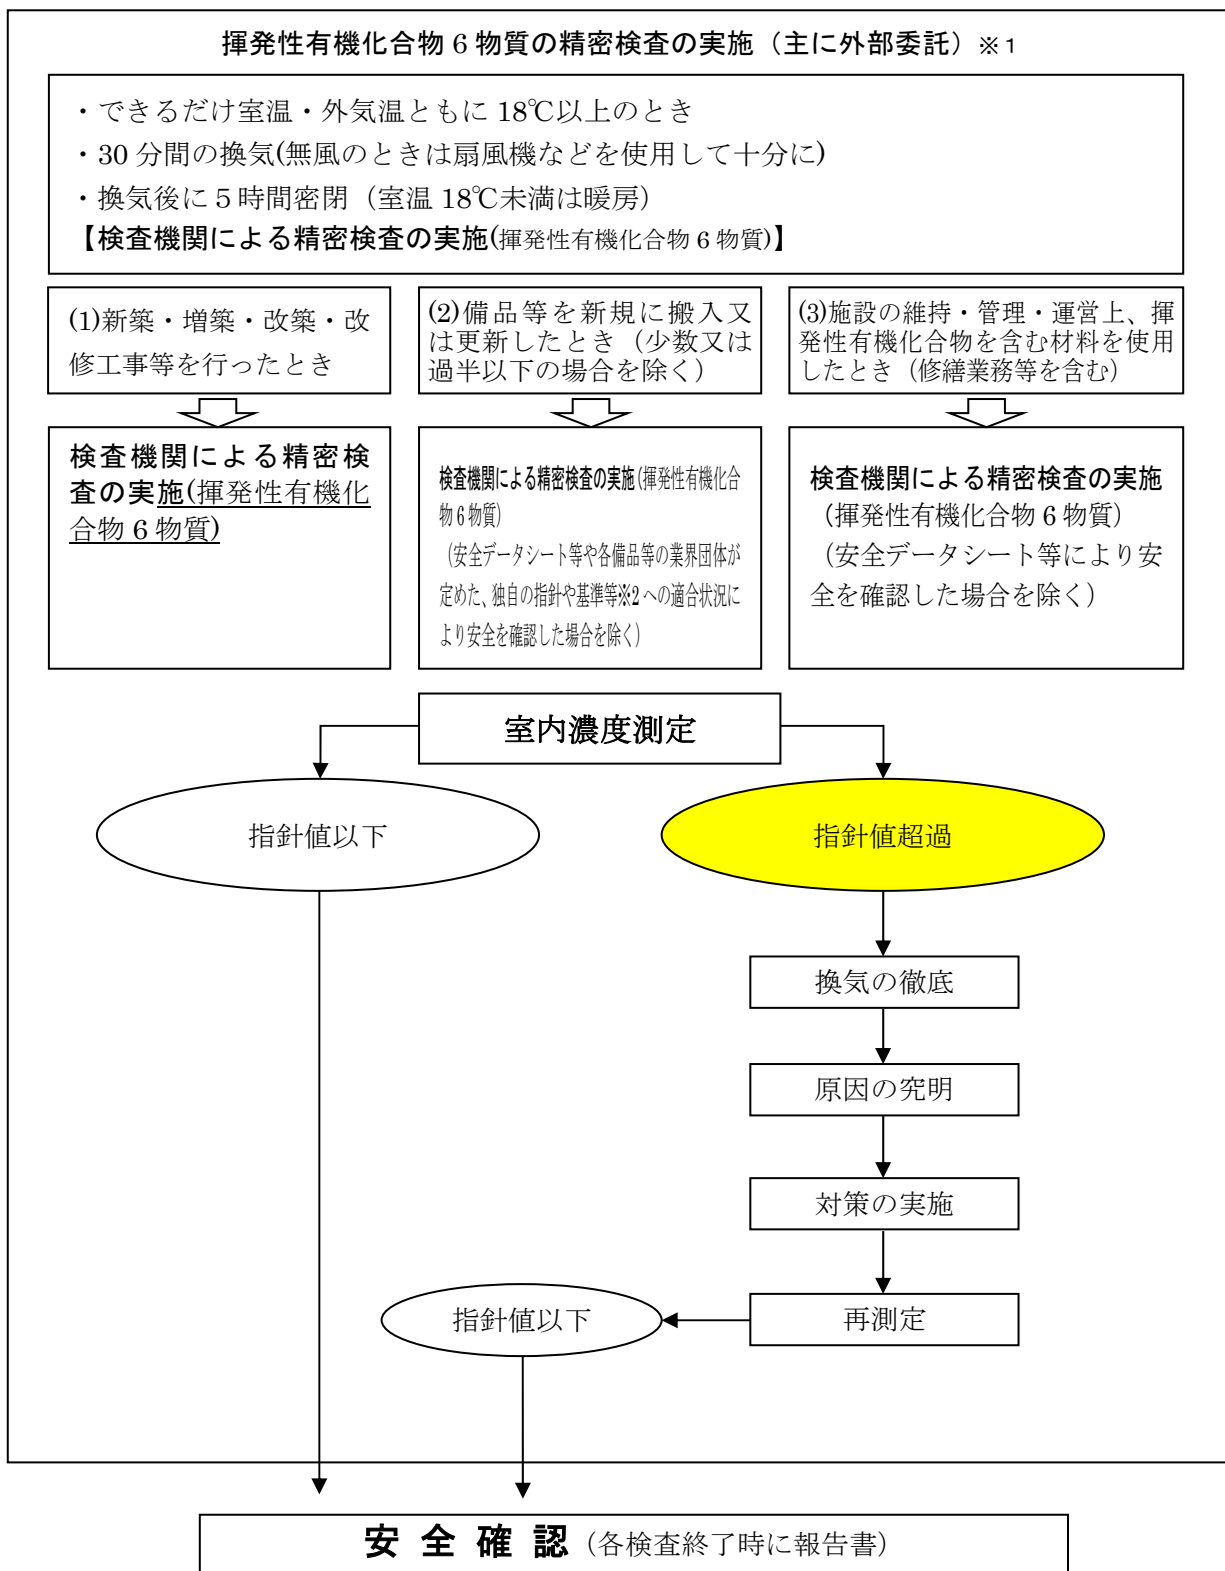 揮発性有機化合物 6 物質の精密検査の実施（主に外部委託）※1
・できるだけ室温・外気温ともに 18℃以上のとき
・30 分間の換気(無風のときは扇風機などを使用して十分に)
・換気後に５時間密閉（室温 18℃未満は暖房）
【検査機関による精密検査の実施(揮発性有機化合物 6 物質)】
(1)新築・増築・改築・改
修工事等を行ったとき
(2)備品等を新規に搬入又
は更新したとき（少数又は
過半以下の場合を除く）
(3)施設の維持・管理・運営上、揮
発性有機化合物を含む材料を使用
したとき（修繕業務等を含む）
検査機関による精密検
査の実施(揮発性有機化
合物 6 物質)
検査機関による精密検査の実施(揮発性有機化合
物 6 物質)
（安全データシート等や各備品等の業界団体が
定めた、独自の指針や基準等※2 への適合状況に
より安全を確認した場合を除く）
検査機関による精密検査の実施
（揮発性有機化合物 6 物質）
（安全データシート等により安
全を確認した場合を除く）
室内濃度測定
指針値以下
指針値超過
換気の徹底
原因の究明
対策の実施
再測定
指針値以下
安 全 確 認（各検査終了時に報告書）